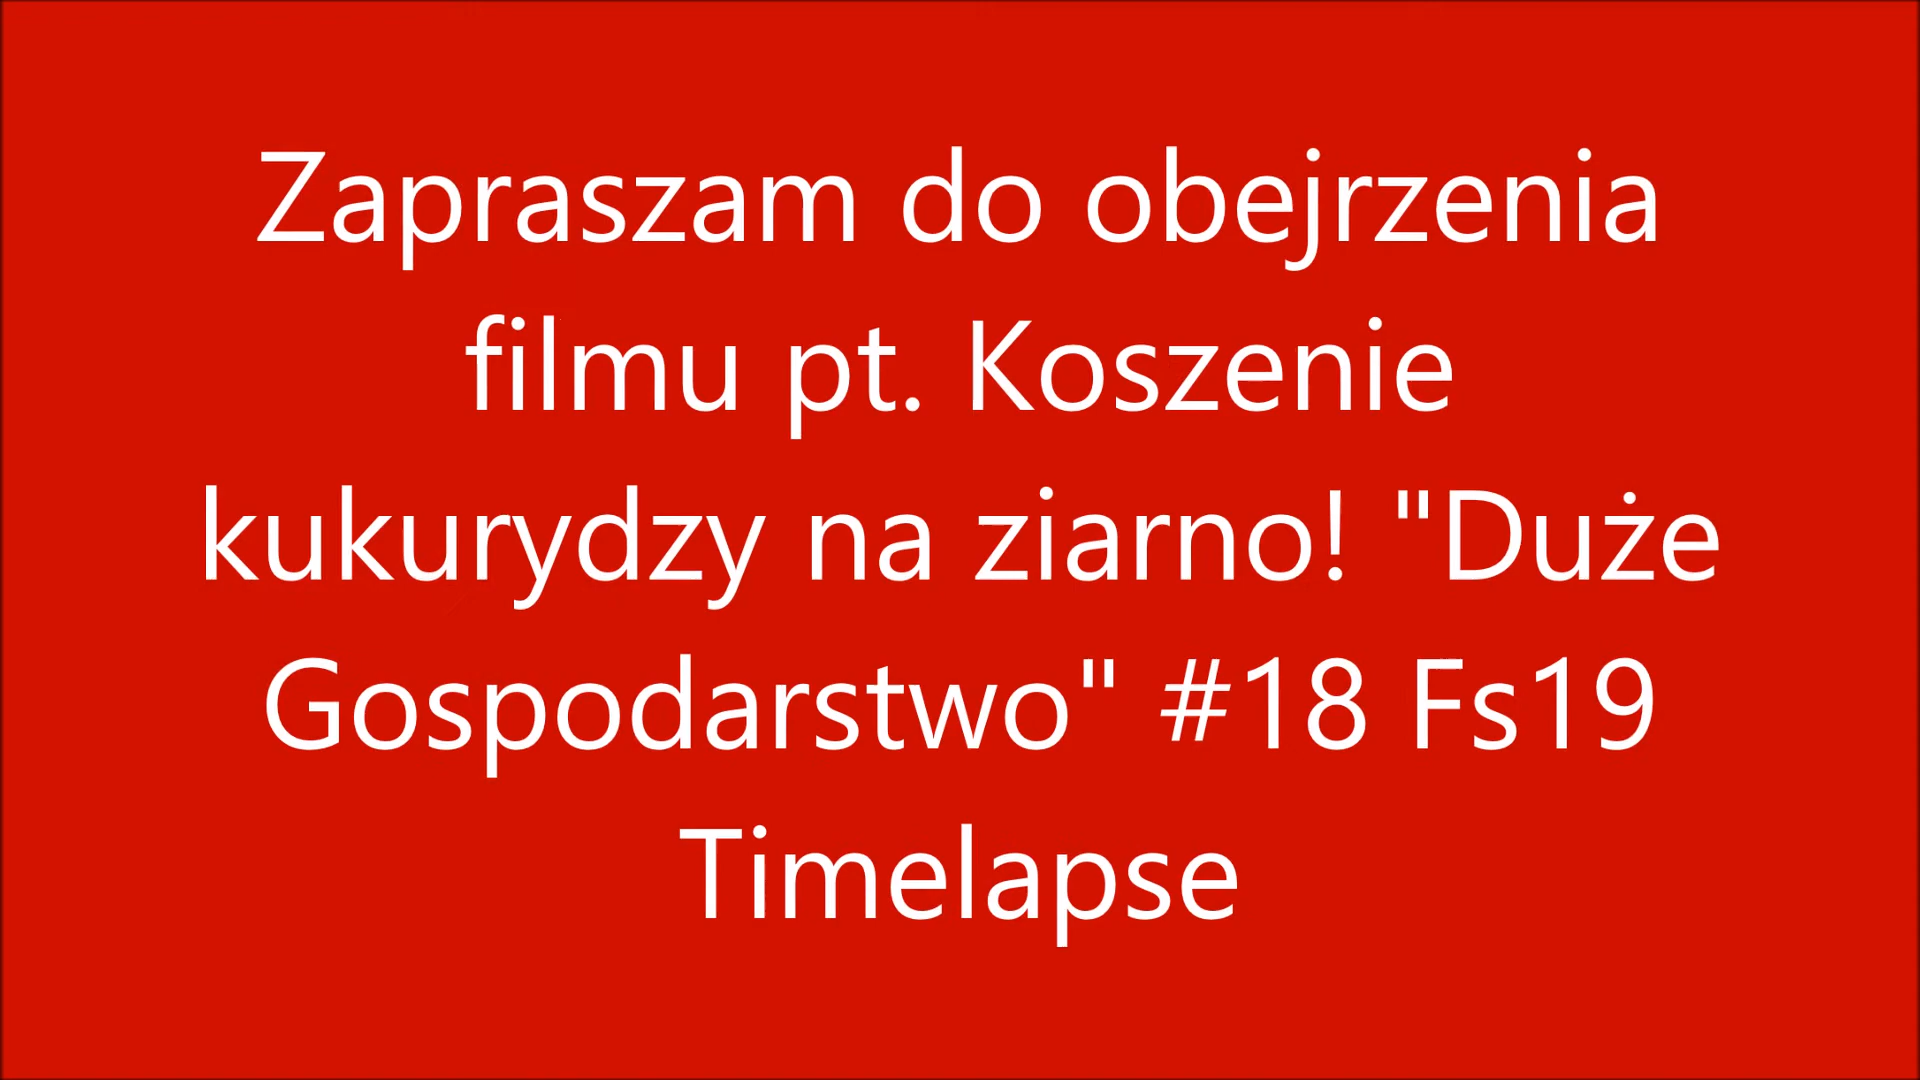 Zapraszam do obejrzenia
filmu pt. Koszenie
kukurydzy na ziarno! "Duże
Gospodarstwo" #18 Fs19
Timelapse